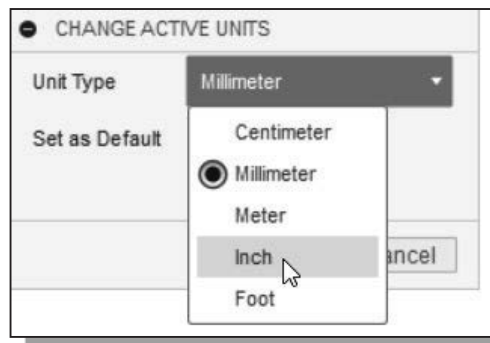 CHANGE ACTIVE UNITS
Unit Type Millimeter
Set as Default
Centimeter
Millimeter
Meter
Inch
Foot